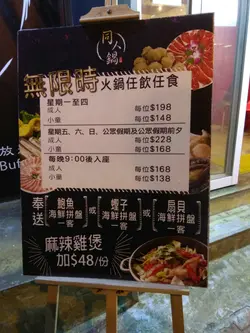 同人鍋
無限時火鍋任飲任食
星期一至四
成人 每位$198
小童 每位$148
星期五、六、日、公眾假期及公眾假期前夕
成人 每位$228
小童 每位$168
每晚9:00後入座
成人 每位$168
小童 每位$138
奉送 鮑魚海鮮拼盤一客 或 蟶子海鮮拼盤一客 或 扇貝海鮮拼盤一客
麻辣雞煲
加$48/份
放
Buf